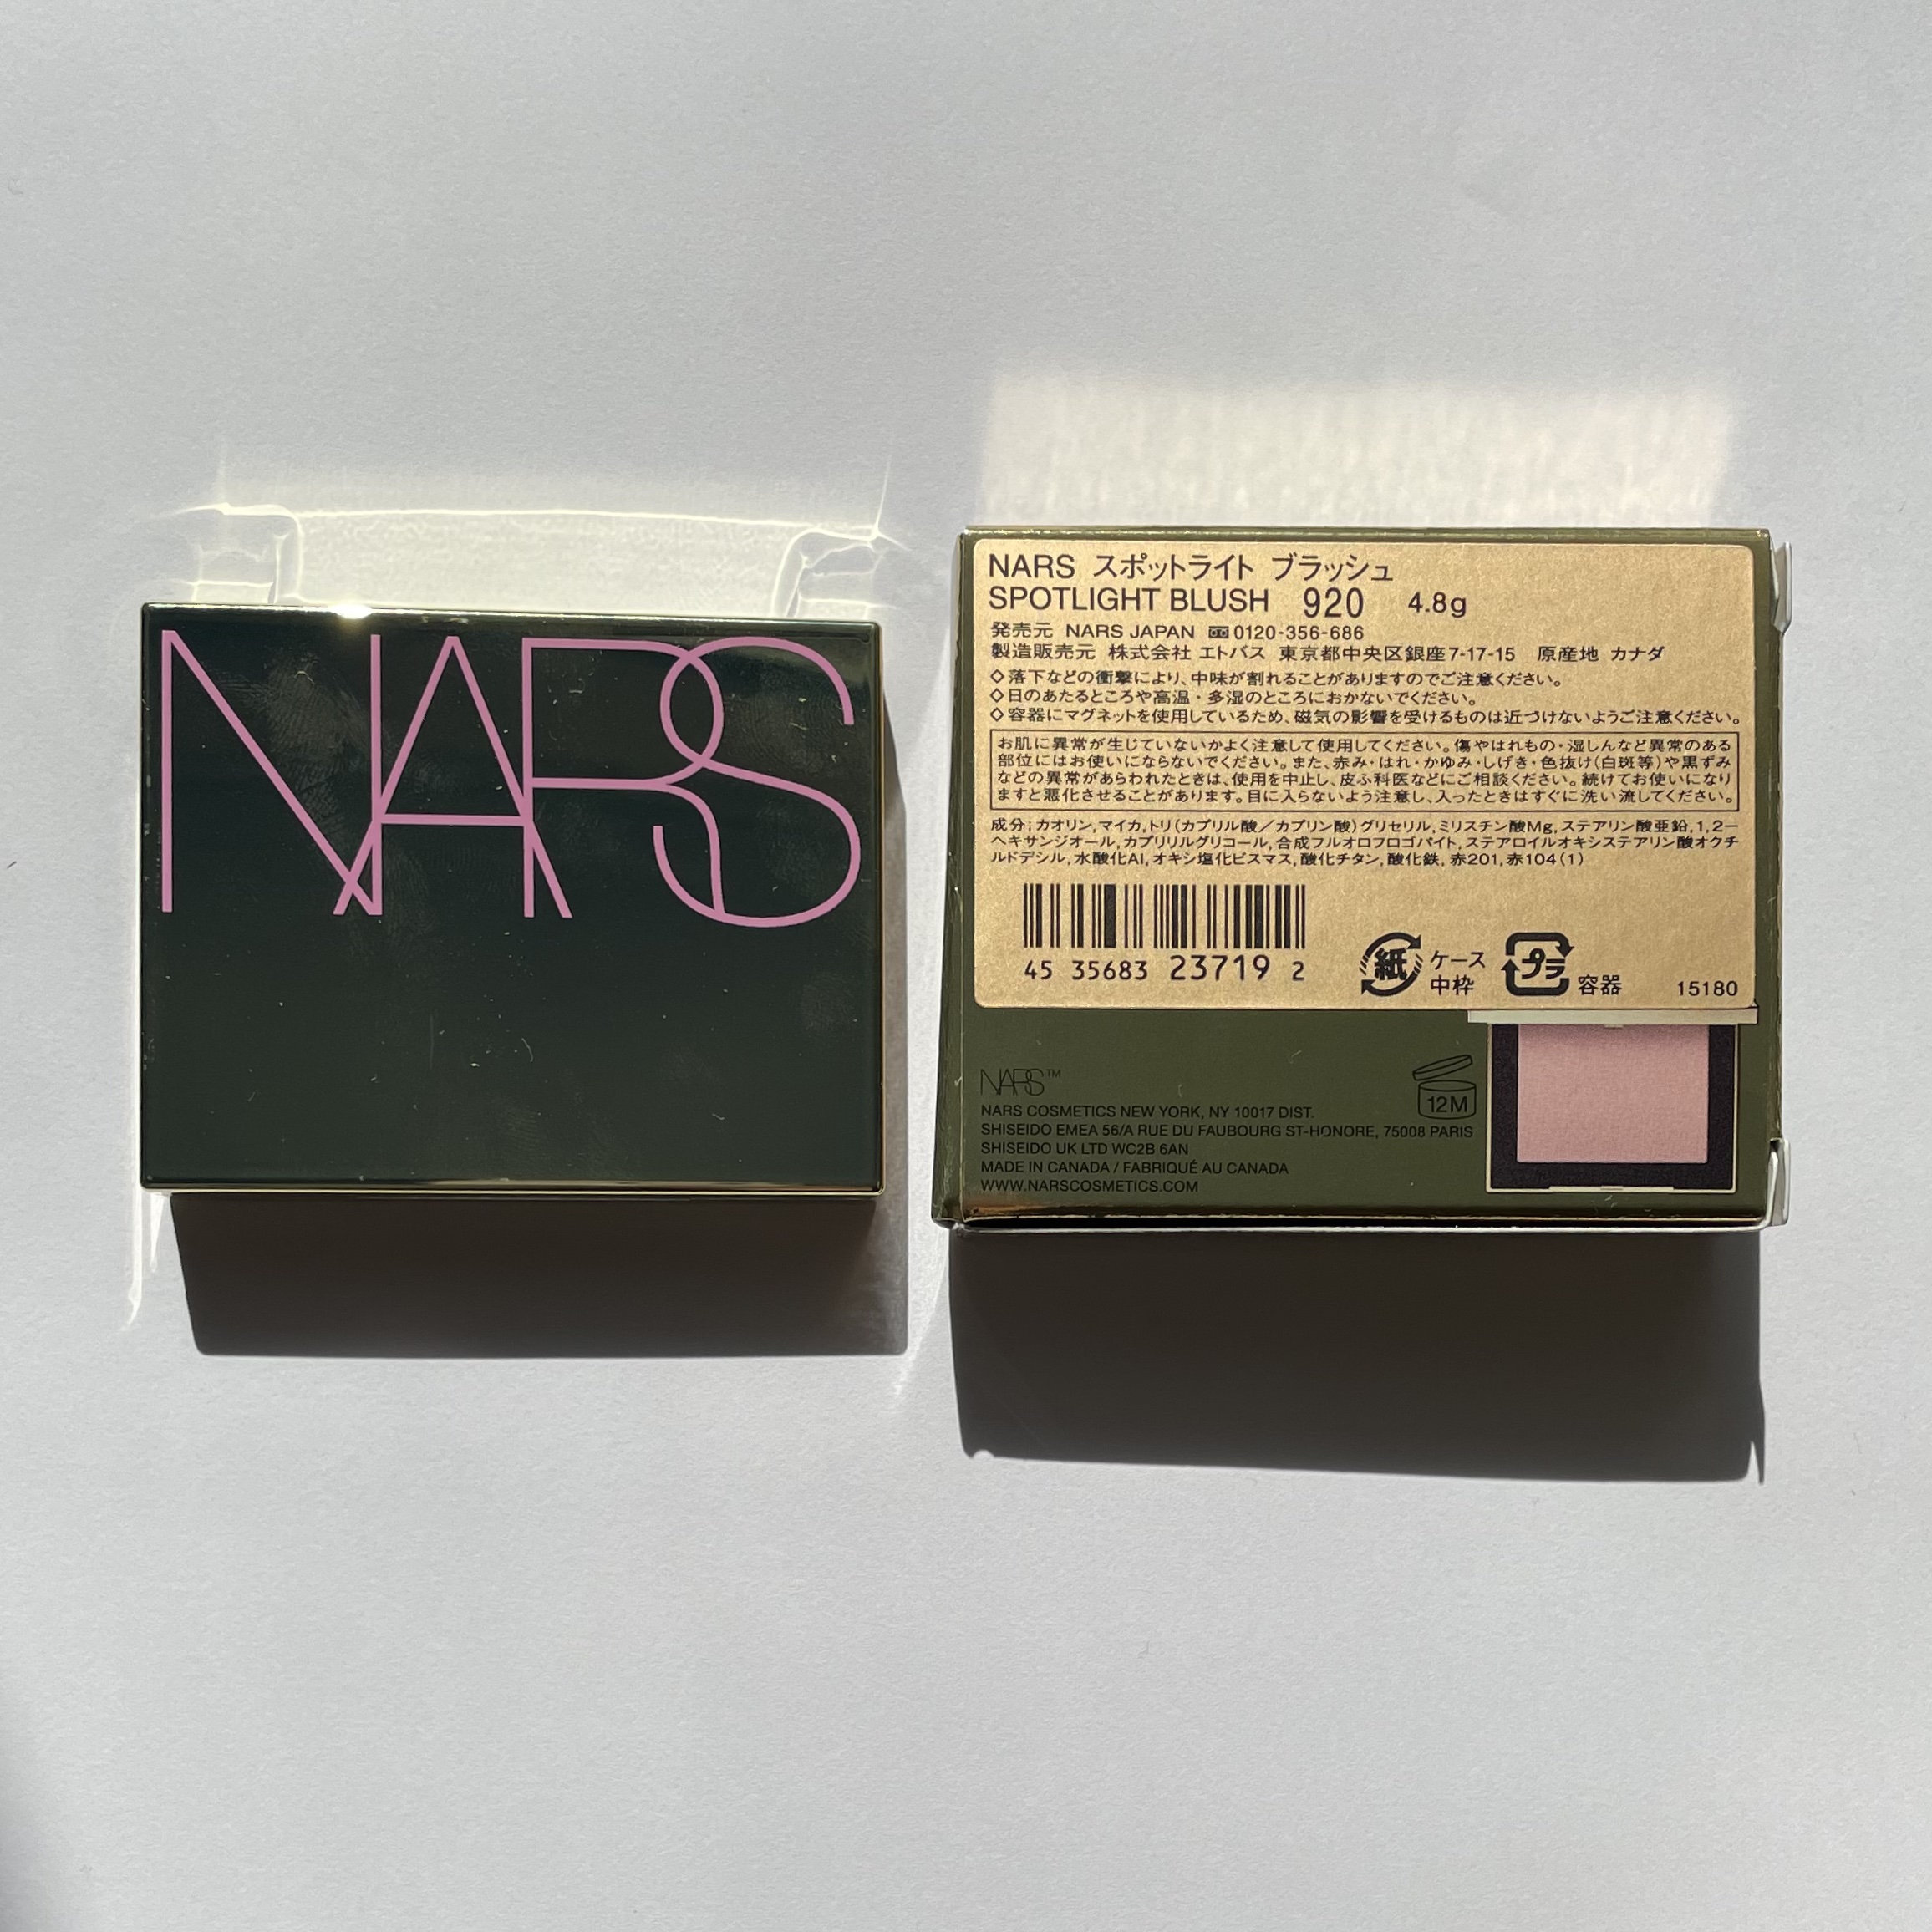 NARS
NARS スポットライト ブラッシュ
SPOTLIGHT BLUSH 920 4.8g
発売元 NARS JAPAN 0120-356-686
製造販売元 株式会社 エトバス 東京都中央区銀座7-17-15 原産地 カナダ
◇落下などの衝撃により、中味が割れることがありますのでご注意ください。
◇日のあたるところや高温・多湿のところにおかないでください。
◇容器にマグネットを使用しているため、磁気の影響を受けるものは近づけないようご注意ください。
お肌に異常が生じていないかよく注意して使用してください。傷やはれもの・湿しんなど異常のある
部位にはお使いにならないでください。また、赤み・はれ・かゆみ・しげき・色抜け(白斑等)や黒ずみ
などの異常があらわれたときは、使用を中止し、皮ふ科医などにご相談ください。続けてお使いになり
ますと悪化させることがあります。目に入らないよう注意し、入ったときはすぐに洗い流してください。
成分;カオリン,マイカ,トリ(カプリル酸/カプリン酸)グリセリル,ミリスチン酸Mg,ステアリン酸亜鉛,1,2-
ヘキサンジオール,カプリリルグリコール,合成フルオロフロゴパイト,ステアロイルオキシステアリン酸オクチ
ルドデシル,水酸化Al,オキシ塩化ビスマス,酸化チタン,酸化鉄,赤201,赤104(1)
45 35683 23719 2
紙 ケース
中枠
プラ 容器
15180
NARS™
12M
NARS COSMETICS NEW YORK, NY 10017 DIST.
SHISEIDO EMEA 56/A RUE DU FAUBOURG ST-HONORE, 75008 PARIS
SHISEIDO UK LTD WC2B 6AN
MADE IN CANADA / FABRIQUÉ AU CANADA
WWW.NARSCOSMETICS.COM